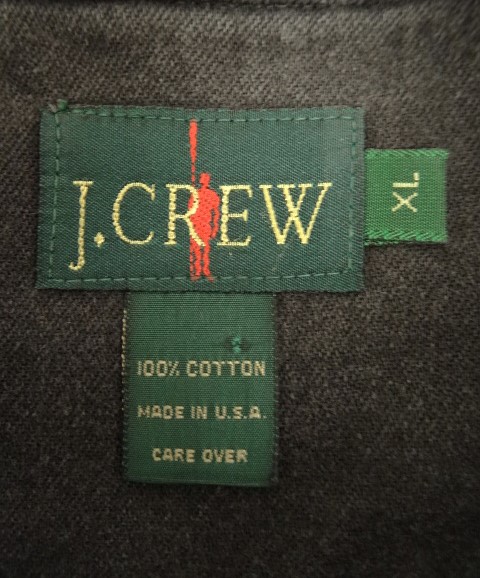 J.CREW
XL
100% COTTON
MADE IN U.S.A.
CARE OVER